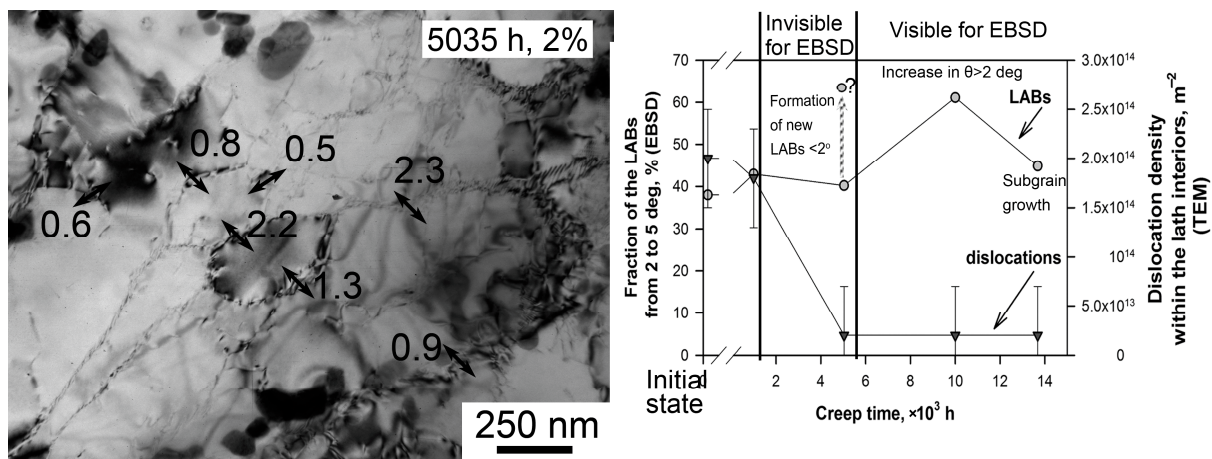 5035 h, 2%
0.8
0.5
2.3
0.6
2.2
1.3
0.9
250 nm
Invisible
for EBSD
Visible for EBSD
70
60
50
40
30
20
10
0
Fraction of the LABs
from 2 to 5 deg, % (EBSD)
Formation
of new
LABs <2°
?
Increase in θ>2 deg
LABs
Subgrain
growth
dislocations
3.0x10¹⁴
2.5x10¹⁴
2.0x10¹⁴
1.5x10¹⁴
10¹⁴
5.0x10¹³
0
Dislocation density
within the lath interiors, m⁻²
(TEM)
Initial
state
0 2 4 6 8 10 12 14
Creep time, ×10³ h